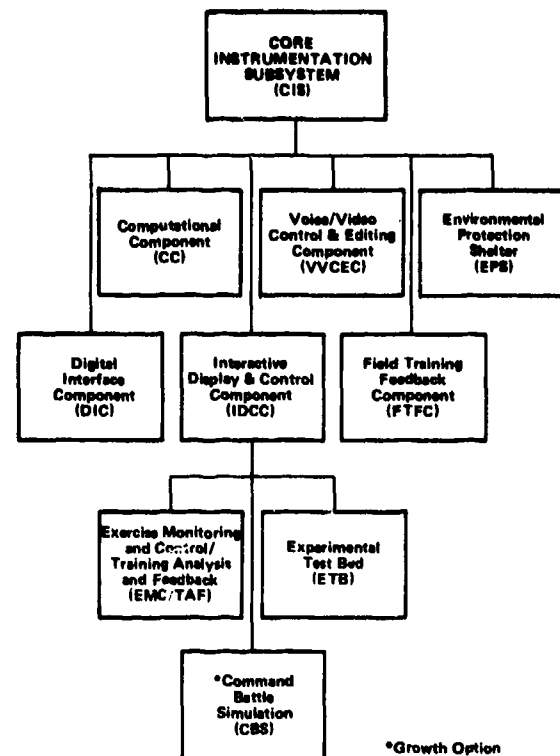 CORE
INSTRUMENTATION
SUBSYSTEM
(CIS)
Computational
Component
(CC)
Voice/Video
Control & Editing
Component
(VVCEC)
Environmental
Protection
Shelter
(EPS)
Digital
Interface
Component
(DIC)
Interactive
Display & Control
Component
(IDCC)
Field Training
Feedback
Component
(FTFC)
Exercise Monitoring
and Control/
Training Analysis
and Feedback
(EMC/TAF)
Experimental
Test Bed
(ETB)
*Command
Battle
Simulation
(CBS)
*Growth Option